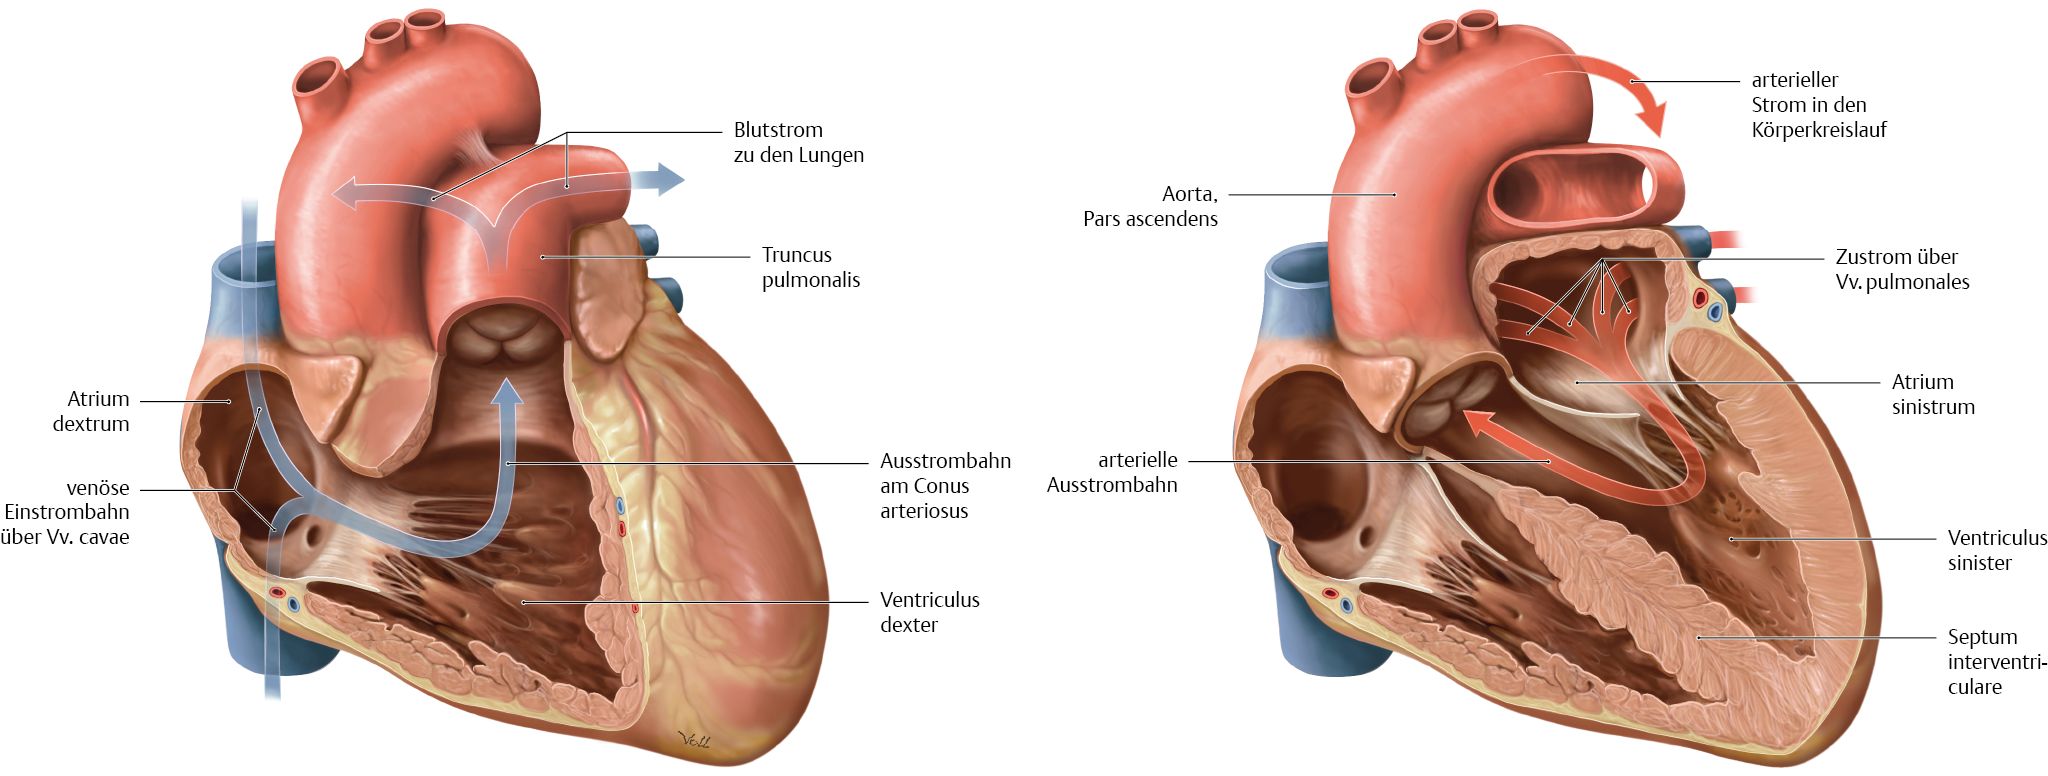 Blutstrom
zu den Lungen
Truncus
pulmonalis
Atrium
dextrum
venöse
Einstrombahn
über Vv. cavae
Ausstrombahn
am Conus
arteriosus
Ventriculus
dexter
Voll
arterieller
Strom in den
Körperkreislauf
Aorta,
Pars ascendens
Zustrom über
Vv. pulmonales
Atrium
sinistrum
arterielle
Ausstrombahn
Ventriculus
sinister
Septum
interventri-
culare